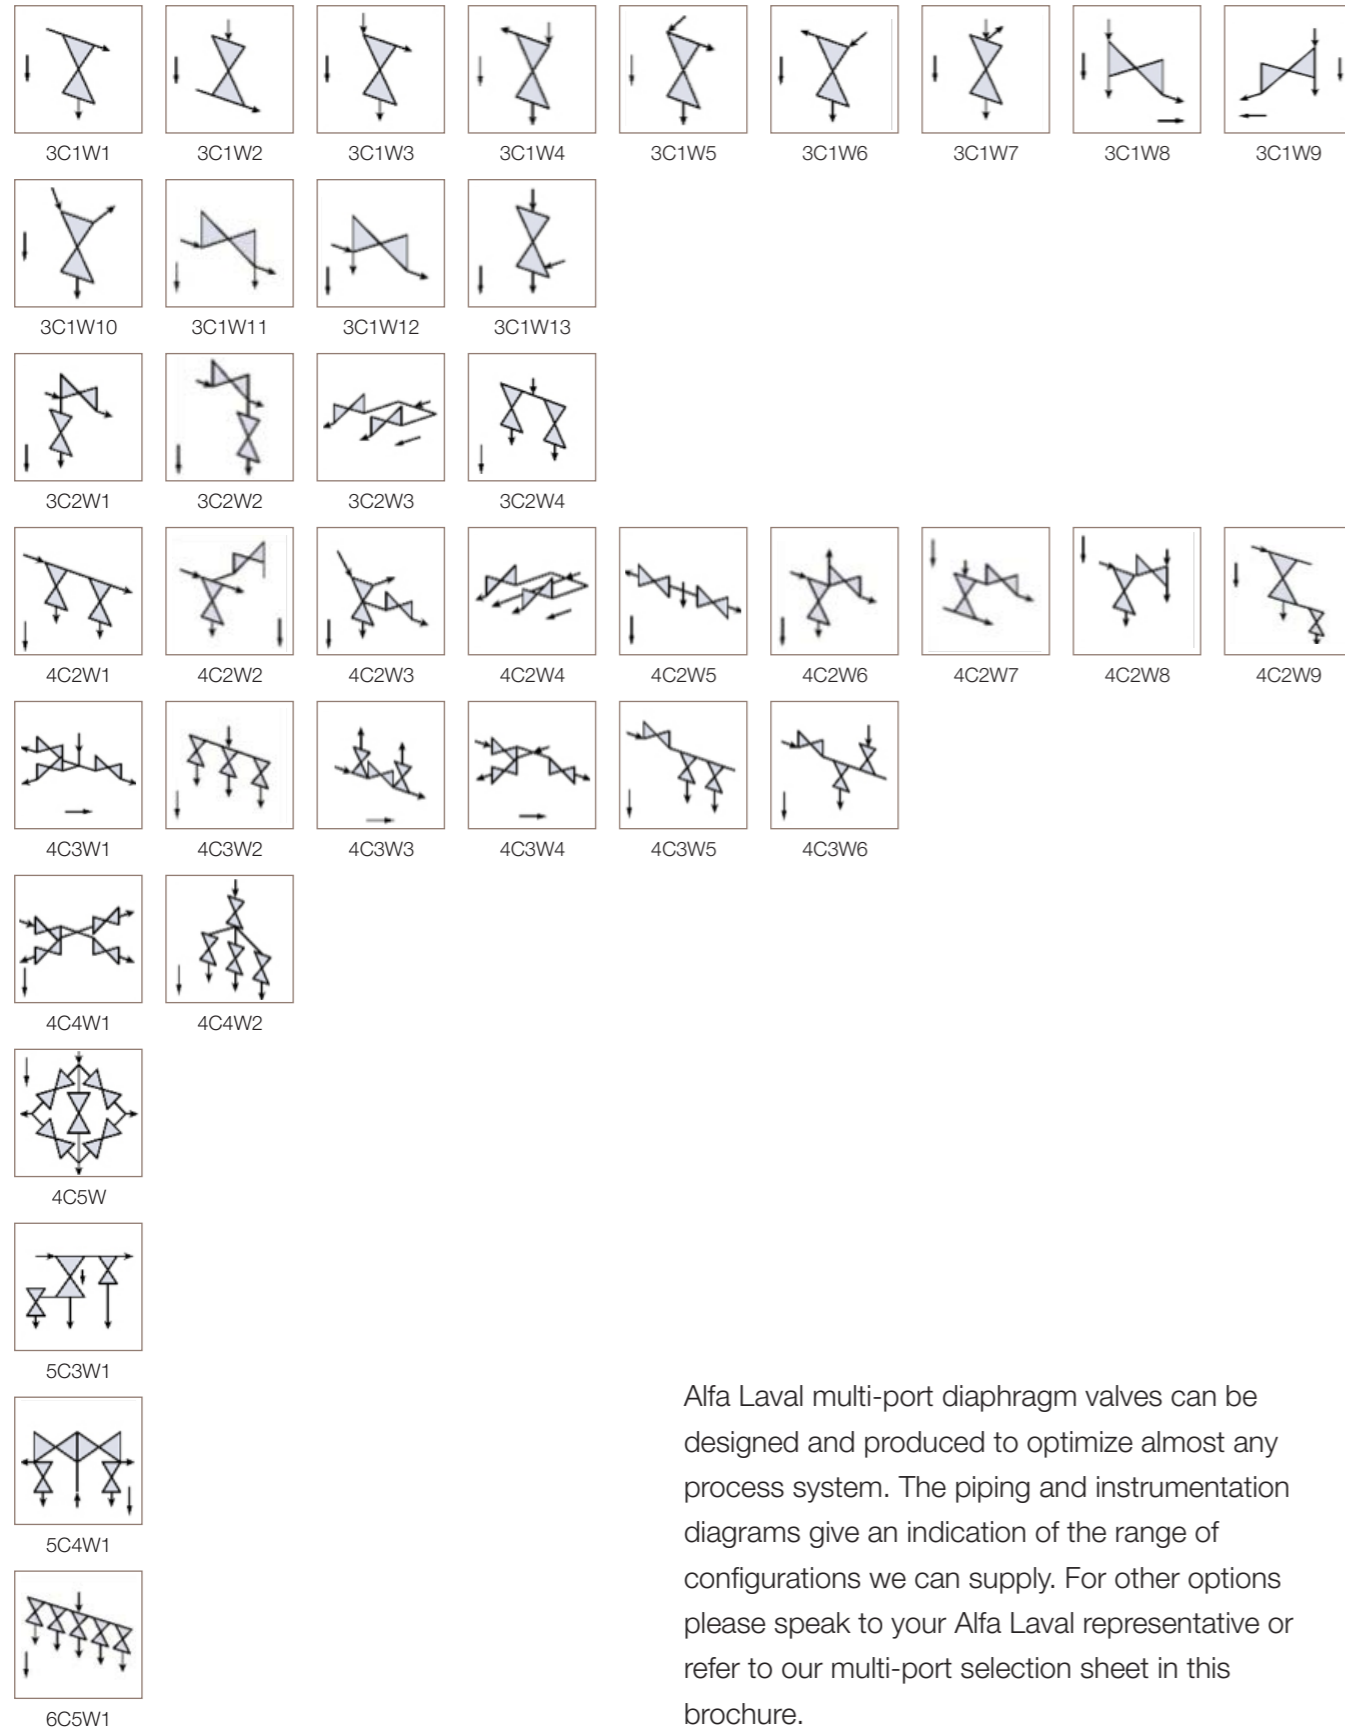 3C1W1 3C1W2 3C1W3 3C1W4 3C1W5 3C1W6 3C1W7 3C1W8 3C1W9
3C1W10 3C1W11 3C1W12 3C1W13
3C2W1 3C2W2 3C2W3 3C2W4
4C2W1 4C2W2 4C2W3 4C2W4 4C2W5 4C2W6 4C2W7 4C2W8 4C2W9
4C3W1 4C3W2 4C3W3 4C3W4 4C3W5 4C3W6
4C4W1 4C4W2
4C5W
5C3W1
5C4W1
6C5W1
Alfa Laval multi-port diaphragm valves can be
designed and produced to optimize almost any
process system. The piping and instrumentation
diagrams give an indication of the range of
configurations we can supply. For other options
please speak to your Alfa Laval representative or
refer to our multi-port selection sheet in this
brochure.